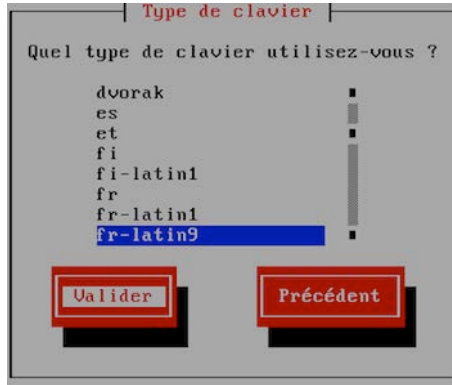 Type de clavier
Quel type de clavier utilisez-vous ?
dvorak
es
et
fi
fi-latin1
fr
fr-latin1
fr-latin9
Valider Précédent